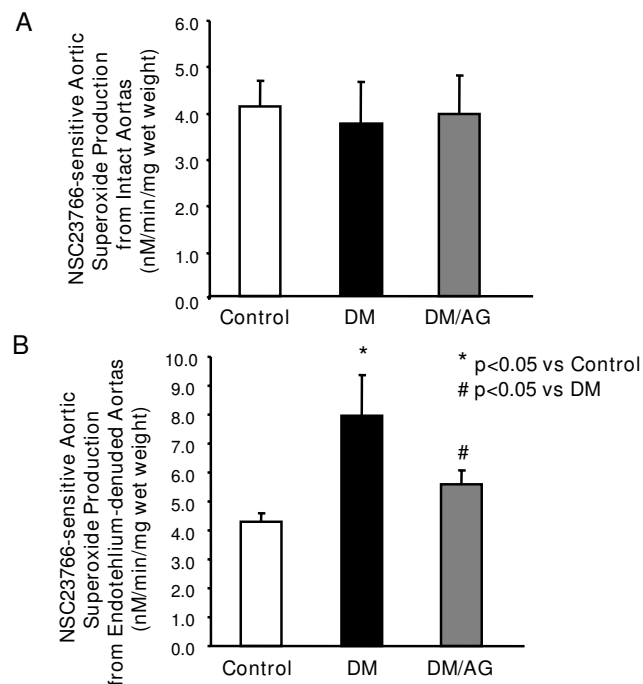 A
NSC23766-sensitive Aortic
Superoxide Production
from Intact Aortas
(nM/min/mg wet weight)
6.0
5.0
4.0
3.0
2.0
1.0
0.0
Control DM DM/AG
B
NSC23766-sensitive Aortic
Superoxide Production
from Endotehlium-denuded Aortas
(nM/min/mg wet weight)
10.0
9.0
8.0
7.0
6.0
5.0
4.0
3.0
2.0
1.0
0.0
*
#
* p<0.05 vs Control
# p<0.05 vs DM
Control DM DM/AG